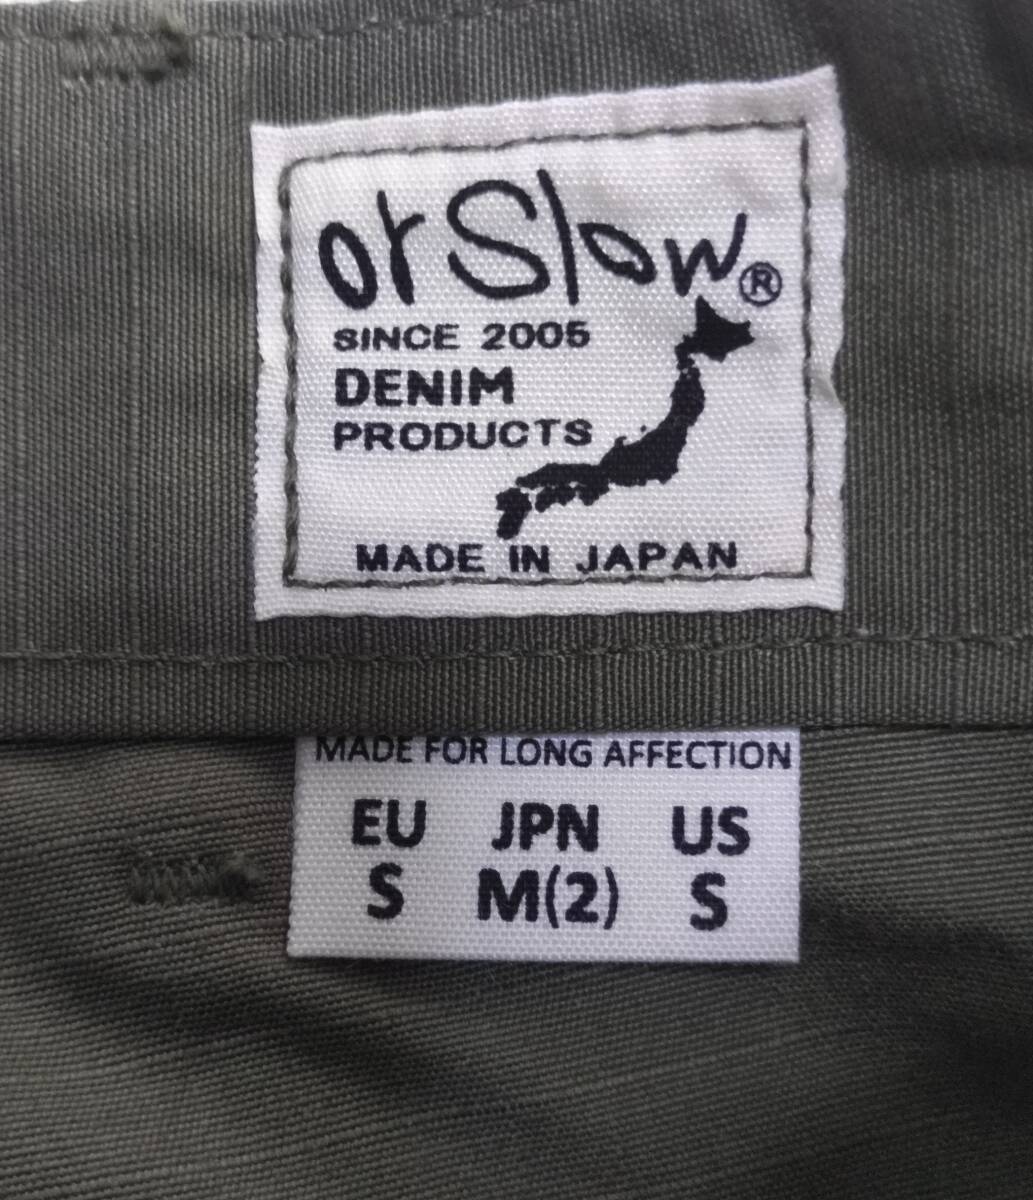 orSlow®
SINCE 2005
DENIM
PRODUCTS
MADE IN JAPAN
MADE FOR LONG AFFECTION
EU JPN US
S M(2) S